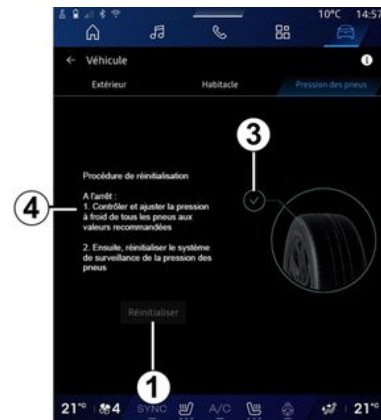 10°C 14:57
Véhicule
Extérieur Habitacle Pression des pneus
3
Procédure de réinitialisation
A l'arrêt :
1. Contrôler et ajuster la pression
à froid de tous les pneus aux
valeurs recommandées
4
2. Ensuite, réinitialiser le système
de surveillance de la pression des
pneus
Réinitialiser
1
21°C 4 SYNC A/C 21°C